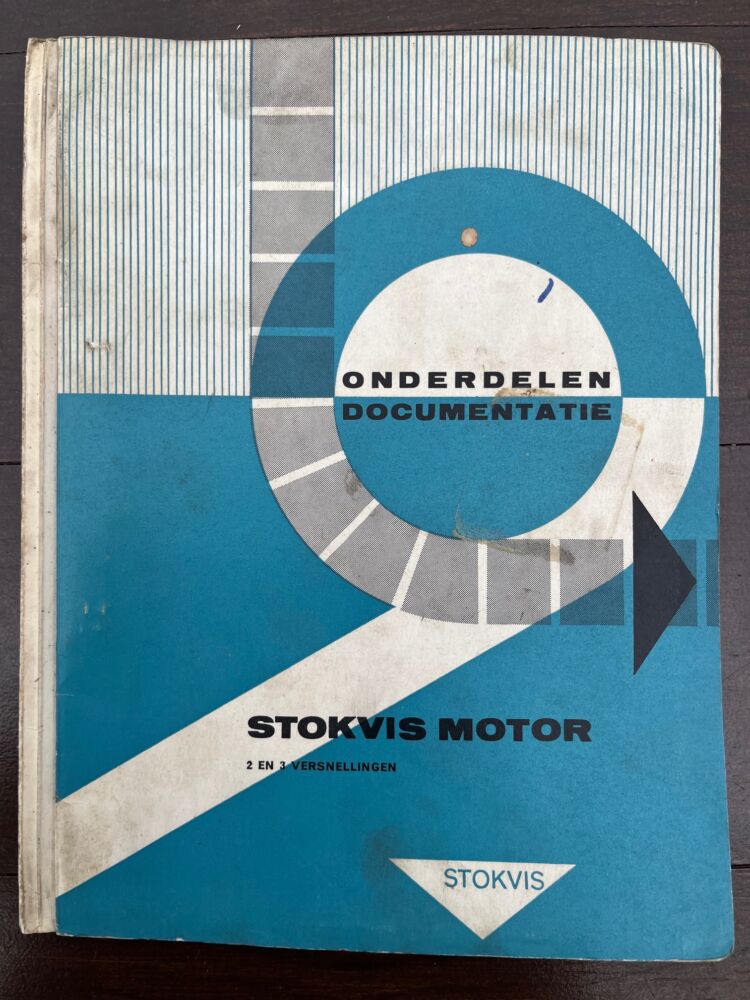 ONDERDELEN
DOCUMENTATIE
STOKVIS MOTOR
2 EN 3 VERSNELLINGEN
STOKVIS